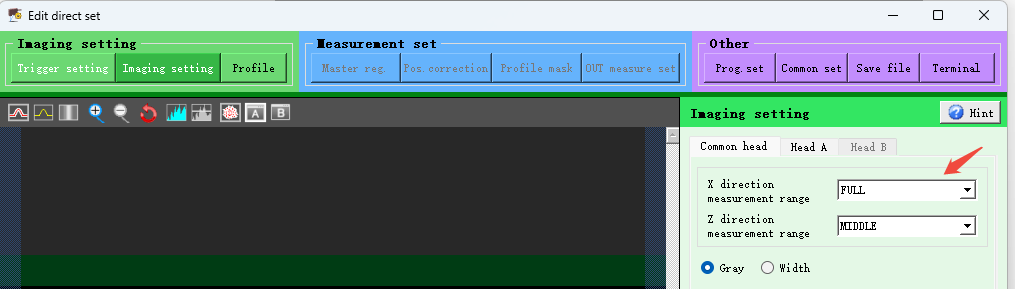 Edit direct set
Imaging setting
Measurement set
Other
Trigger setting
Imaging setting
Profile
Master reg.
Pos.correction
Profile mask
OUT measure set
Prog.set
Common set
Save file
Terminal
A
B
Imaging setting
Hint
Common head
Head A
Head B
X direction
measurement range
FULL
Z direction
measurement range
MIDDLE
Gray
Width